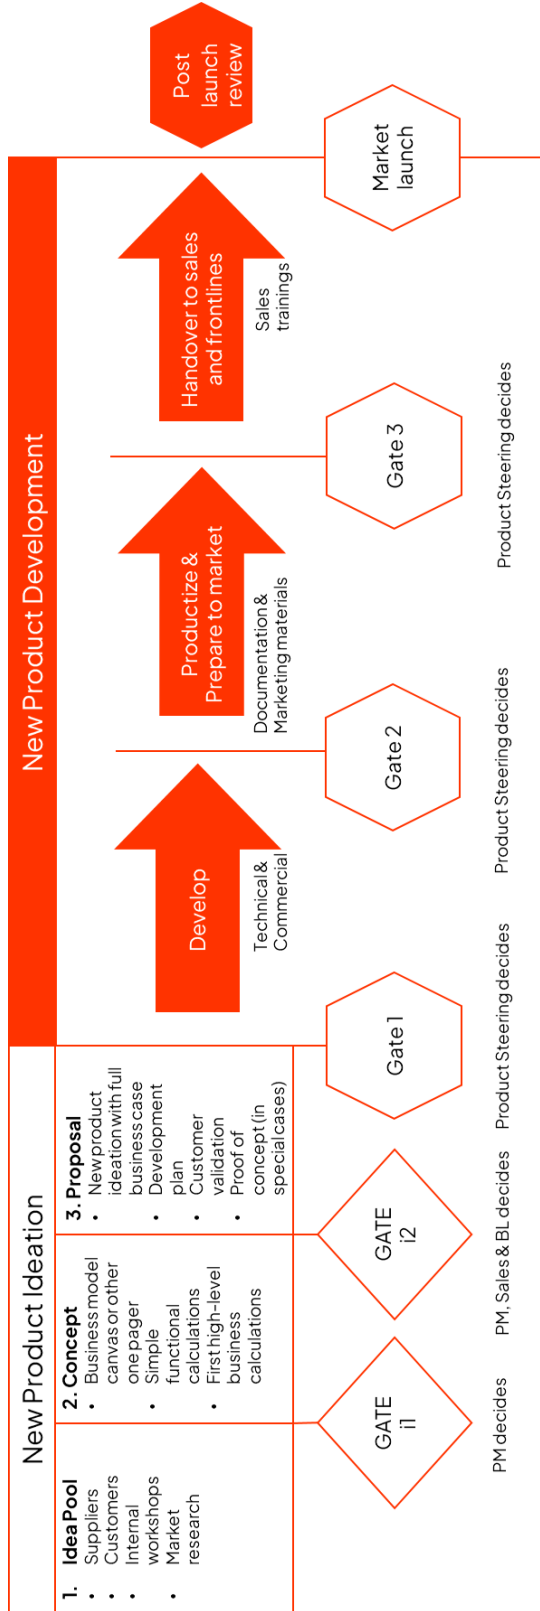 New Product Ideation
New Product Development
1. Idea Pool
• Suppliers
• Customers
• Internal
workshops
• Market
research
2. Concept
• Business model
canvas or other
one pager
• Simple
functional
calculations
• First high-level
business
calculations
3. Proposal
• New product
ideation with full
business case
• Development
plan
• Customer
validation
• Proof of
concept (in
special cases)
Develop
Technical &
Commercial
Productize &
Prepare to market
Documentation &
Marketing materials
Handover to sales
and frontlines
Sales
trainings
Post
launch
review
GATE
i1
GATE
i2
Gate 1
Gate 2
Gate 3
Market
launch
PM decides
PM, Sales & BL decides
Product Steering decides
Product Steering decides
Product Steering decides